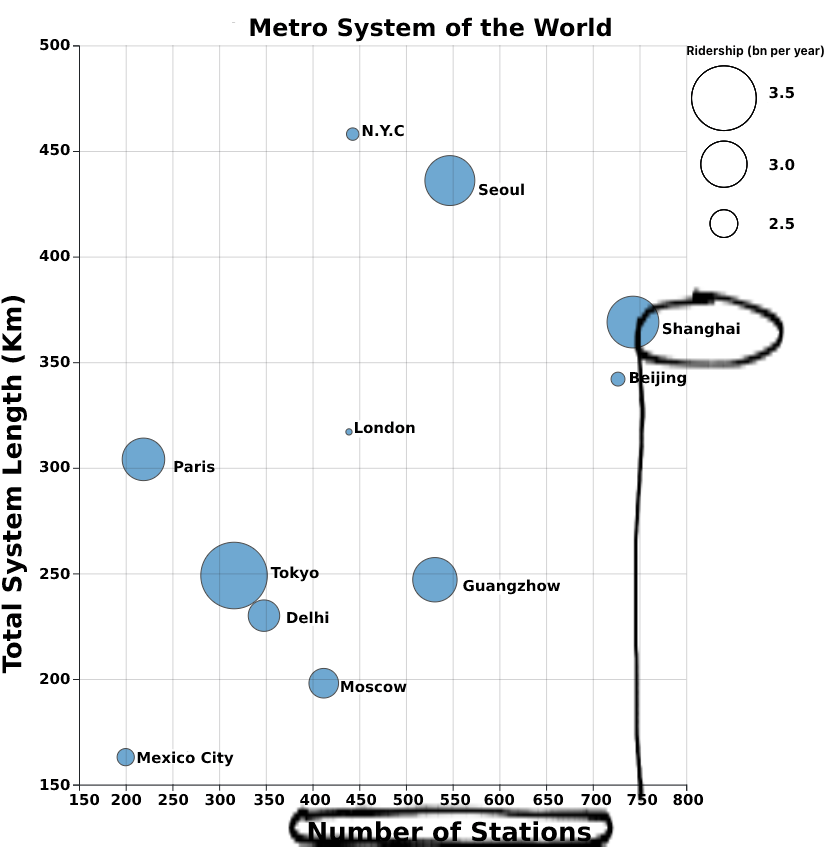 Metro System of the World
Ridership (bn per year)
3.5
3.0
2.5
Total System Length (Km)
500
450
400
350
300
250
200
150
N.Y.C
Seoul
Shanghai
Beijing
London
Paris
Tokyo
Guangzhow
Delhi
Moscow
Mexico City
150 200 250 300 350 400 450 500 550 600 650 700 750 800
Number of Stations